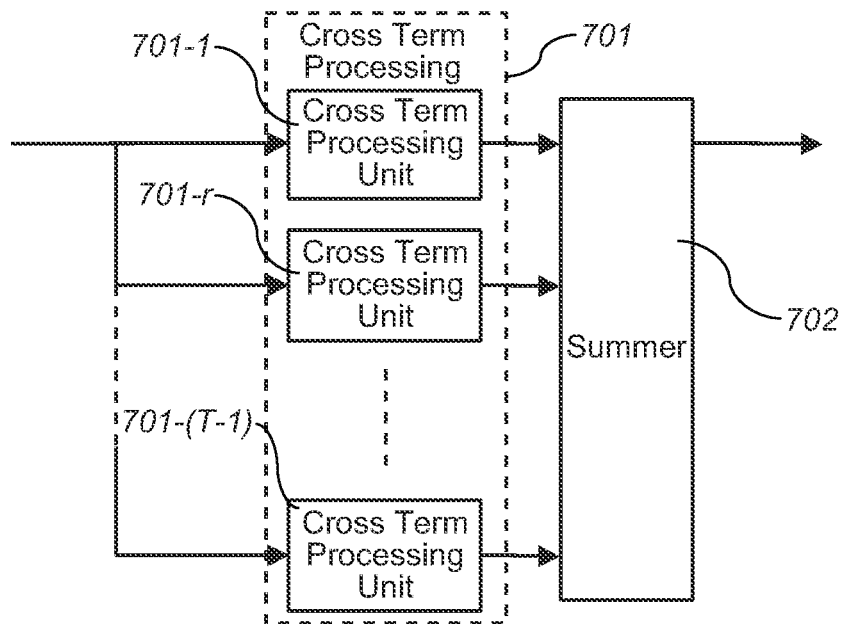 701-1
Cross Term
Processing
701
Cross Term
Processing
Unit
701-r
Cross Term
Processing
Unit
702
Summer
701-(T-1)
Cross Term
Processing
Unit